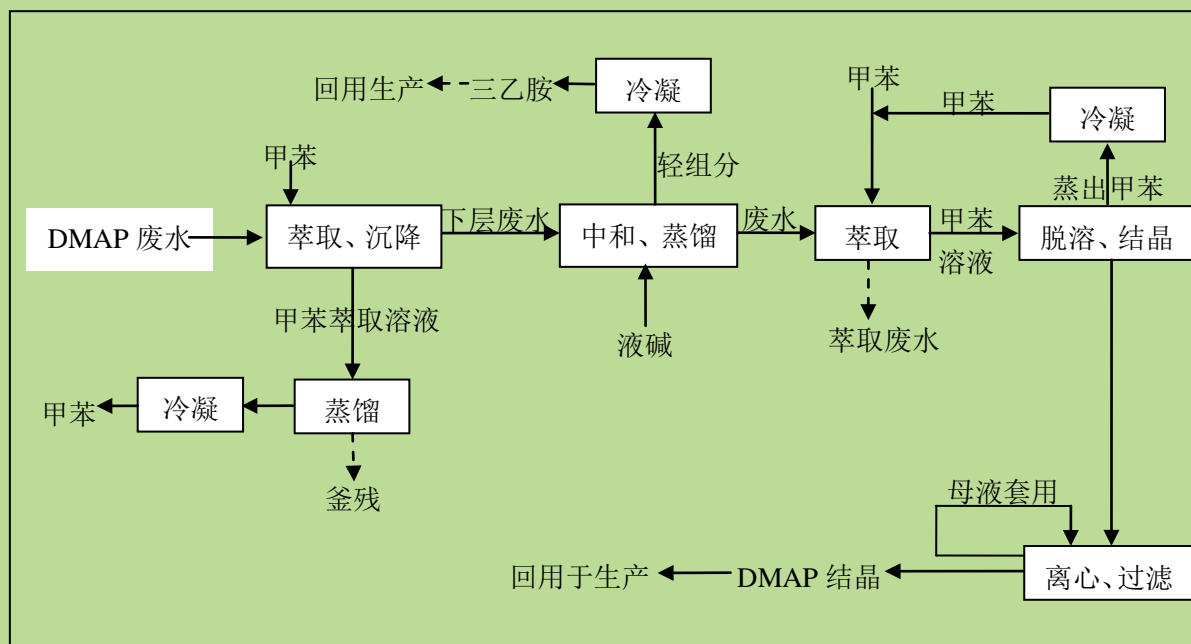 回用生产
三乙胺
冷凝
甲苯
甲苯
冷凝
甲苯
轻组分
蒸出甲苯
DMAP 废水
萃取、沉降
下层废水
中和、蒸馏
废水
萃取
甲苯
溶液
脱溶、结晶
甲苯萃取溶液
液碱
萃取废水
甲苯
冷凝
蒸馏
釜残
母液套用
回用于生产
DMAP 结晶
离心、过滤